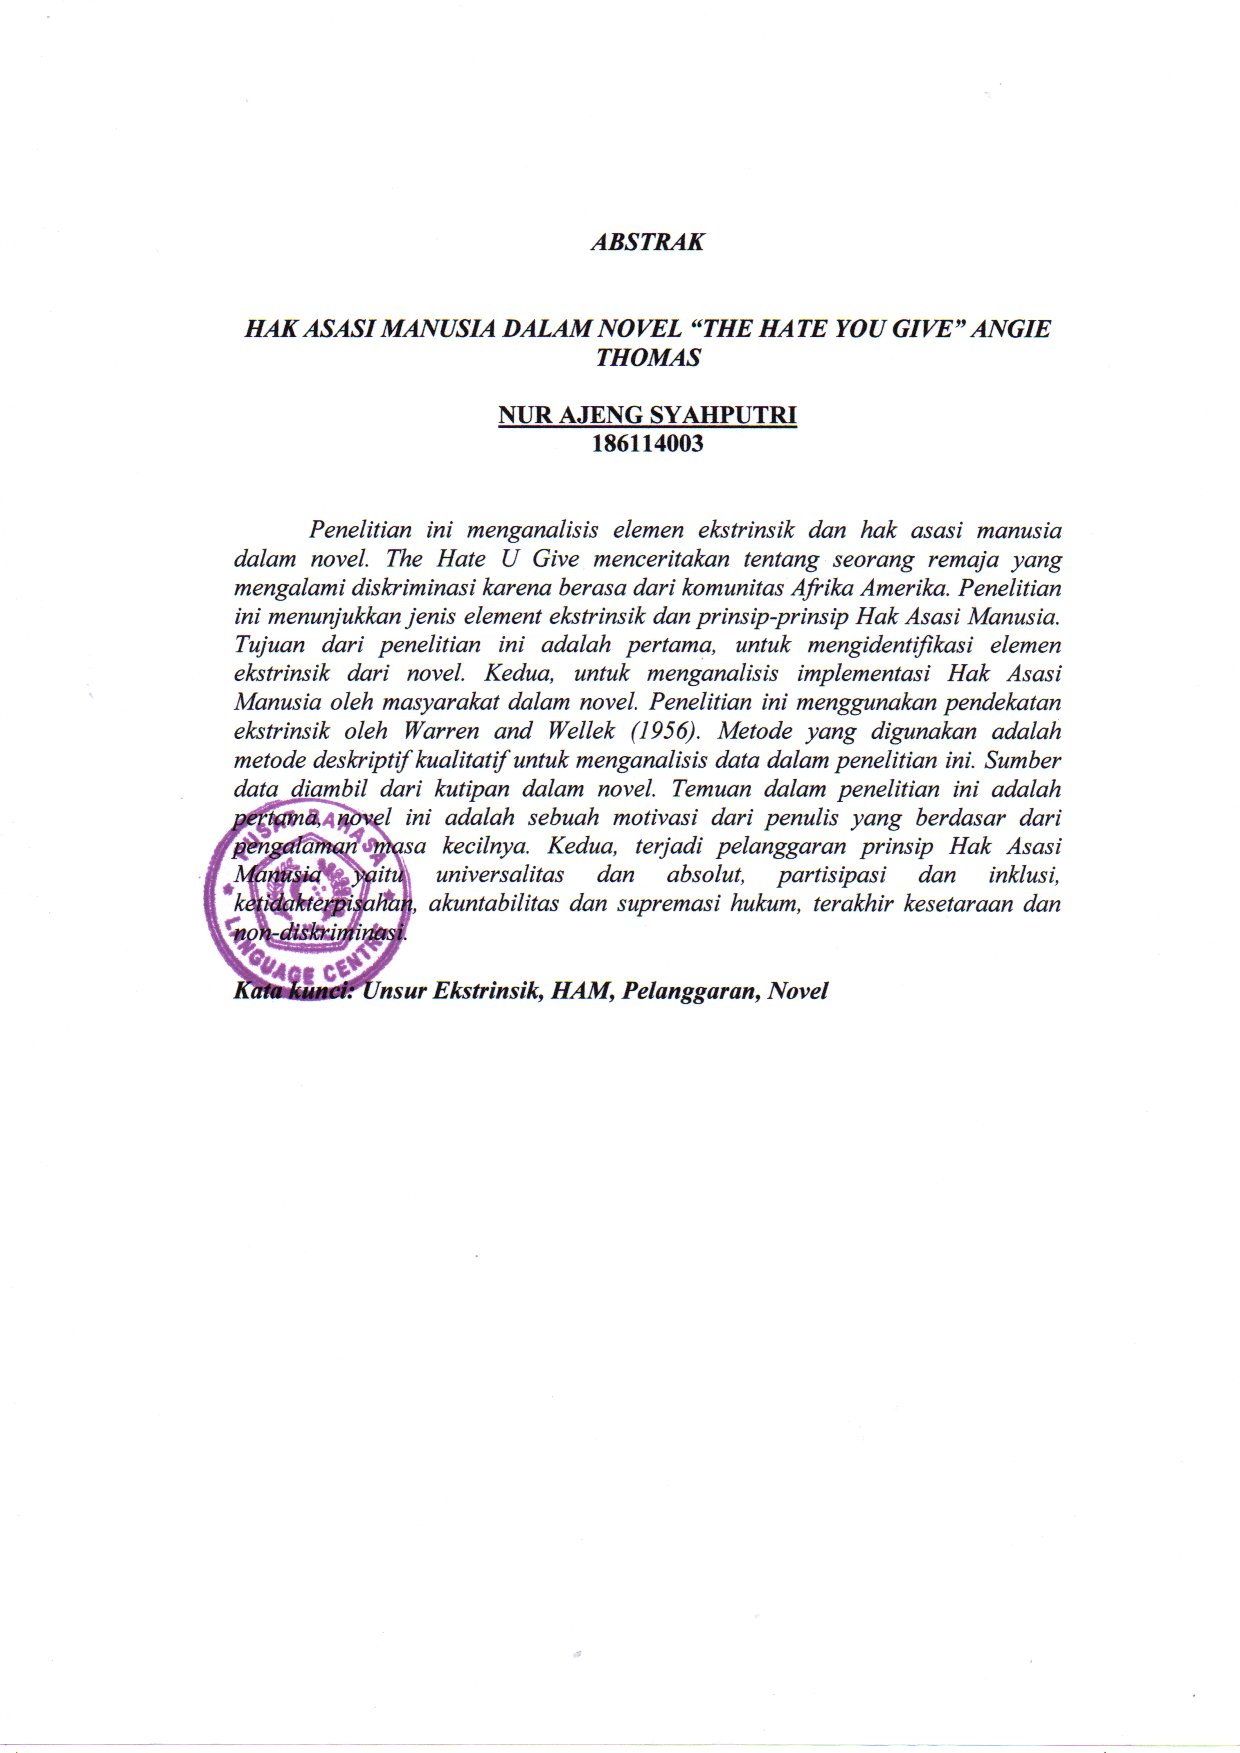 ABSTRAK
HAK ASASI MANUSIA DALAM NOVEL “THE HATE YOU GIVE” ANGIE
THOMAS
NUR AJENG SYAHPUTRI
186114003
Penelitian ini menganalisis elemen ekstrinsik dan hak asasi manusia
dalam novel. The Hate U Give menceritakan tentang seorang remaja yang
mengalami diskriminasi karena berasa dari komunitas Afrika Amerika. Penelitian
ini menunjukkan jenis element ekstrinsik dan prinsip-prinsip Hak Asasi Manusia.
Tujuan dari penelitian ini adalah pertama, untuk mengidentifikasi elemen
ekstrinsik dari novel. Kedua, untuk menganalisis implementasi Hak Asasi
Manusia oleh masyarakat dalam novel. Penelitian ini menggunakan pendekatan
ekstrinsik oleh Warren and Wellek (1956). Metode yang digunakan adalah
metode deskriptif kualitatif untuk menganalisis data dalam penelitian ini. Sumber
data diambil dari kutipan dalam novel. Temuan dalam penelitian ini adalah
pertama, novel ini adalah sebuah motivasi dari penulis yang berdasar dari
pengalaman masa kecilnya. Kedua, terjadi pelanggaran prinsip Hak Asasi
Manusia yaitu universalitas dan absolut, partisipasi dan inklusi,
ketidakterpisahan, akuntabilitas dan supremasi hukum, terakhir kesetaraan dan
non-diskriminasi.
Kata kunci: Unsur Ekstrinsik, HAM, Pelanggaran, Novel
PUSAT BAHASA
LANGUAGE CENTRE